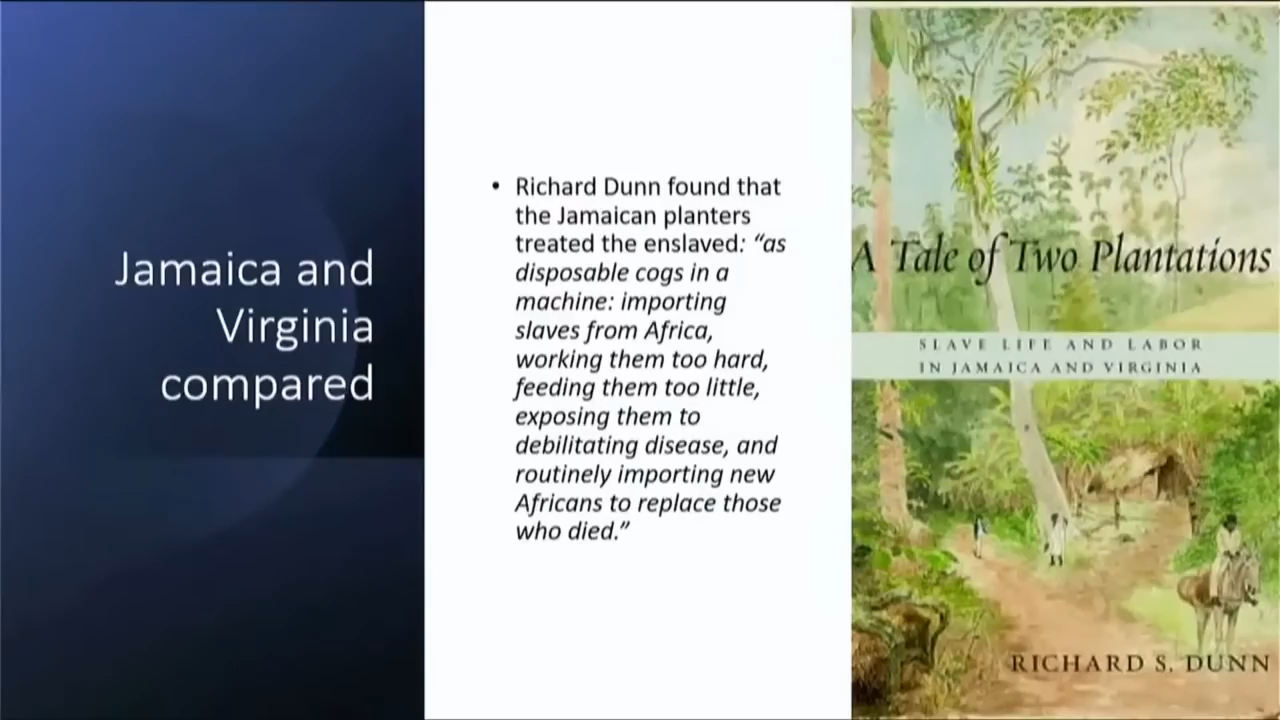 Jamaica and
Virginia
compared
• Richard Dunn found that
the Jamaican planters
treated the enslaved: “as
disposable cogs in a
machine: importing
slaves from Africa,
working them too hard,
feeding them too little,
exposing them to
debilitating disease, and
routinely importing new
Africans to replace those
who died.”
A Tale of Two Plantations
SLAVE LIFE AND LABOR
IN JAMAICA AND VIRGINIA
RICHARD S. DUNN